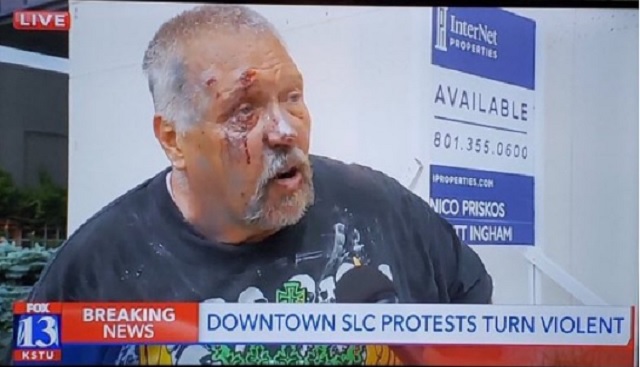 LIVE
InterNet
PROPERTIES
AVAILABLE
801.355.0600
IPROPERTIES.COM
NICO PRISKOS
TT INGHAM
FOX
13
KSTU
BREAKING
NEWS
DOWNTOWN SLC PROTESTS TURN VIOLENT